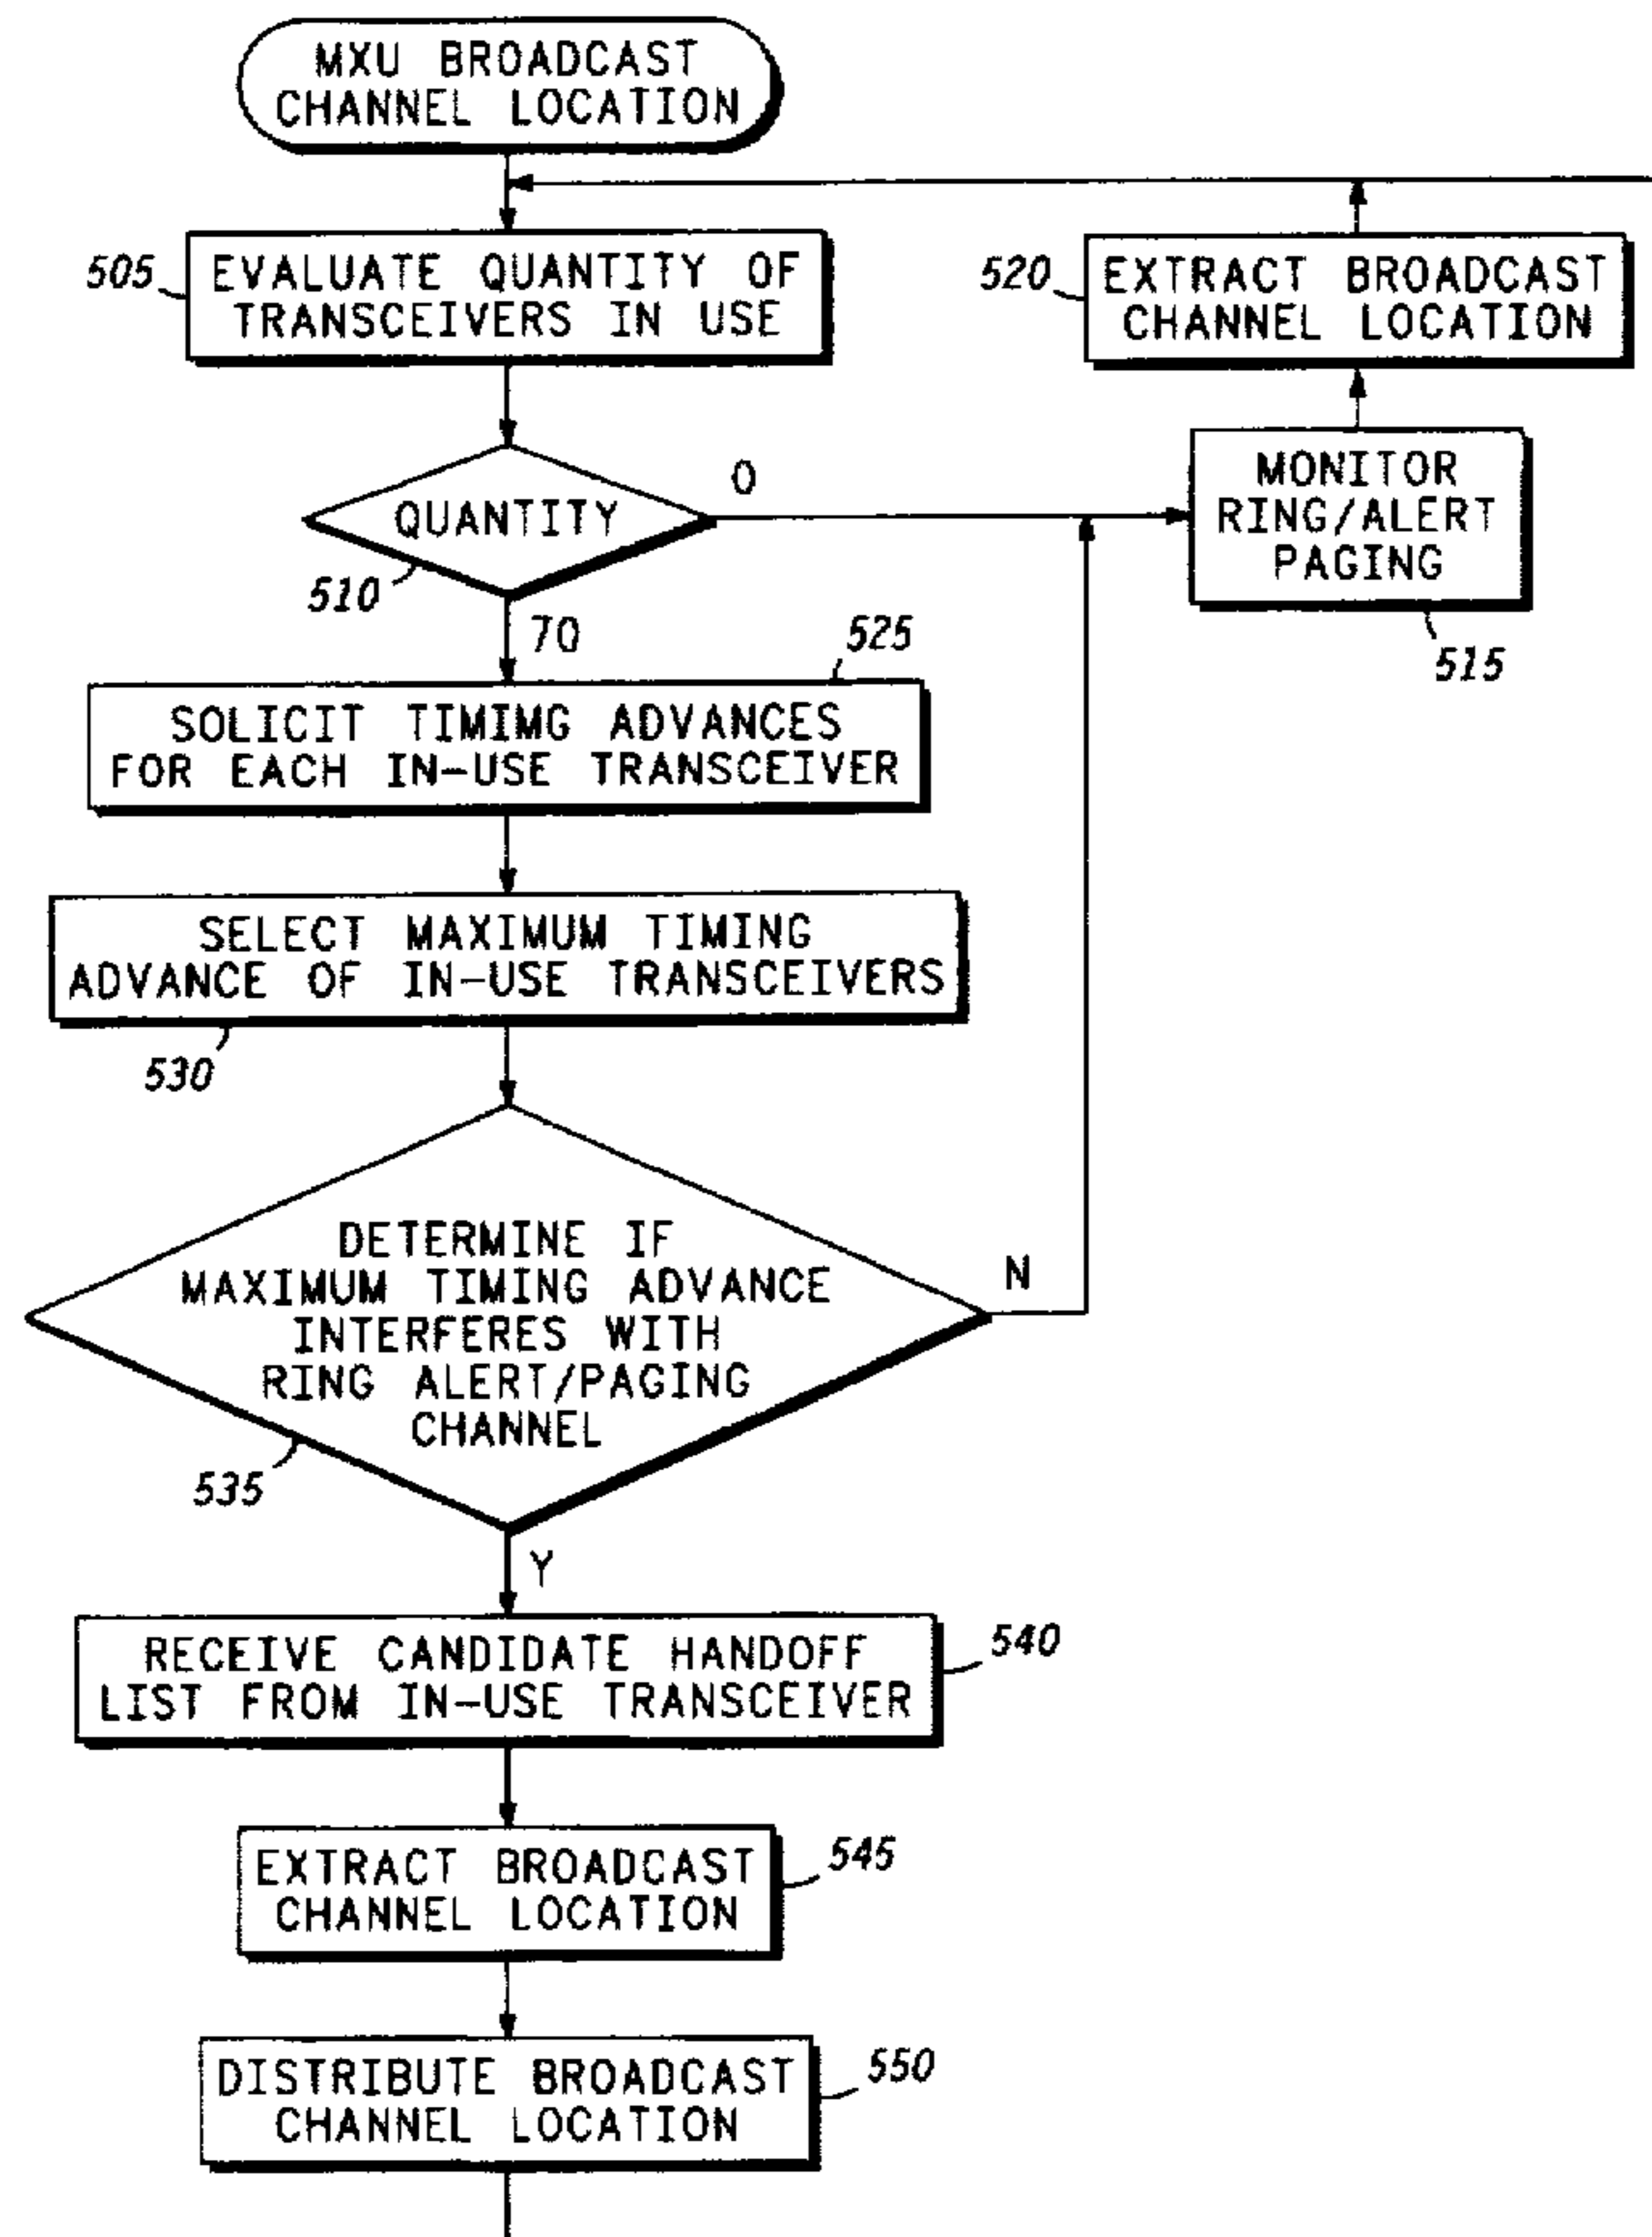 MXU BROADCAST
CHANNEL LOCATION
505
EVALUATE QUANTITY OF
TRANSCEIVERS IN USE
520
EXTRACT BROADCAST
CHANNEL LOCATION
QUANTITY
0
510
70
MONITOR
RING/ALERT
PAGING
515
525
SOLICIT TIMIMG ADVANCES
FOR EACH IN-USE TRANSCEIVER
SELECT MAXIMUM TIMING
ADVANCE OF IN-USE TRANSCEIVERS
530
DETERMINE IF
MAXIMUM TIMING ADVANCE
INTERFERES WITH
RING ALERT/PAGING
CHANNEL
N
535
Y
RECEIVE CANDIDATE HANDOFF
LIST FROM IN-USE TRANSCEIVER
540
EXTRACT BROADCAST
CHANNEL LOCATION
545
DISTRIBUTE BROADCAST
CHANNEL LOCATION
550